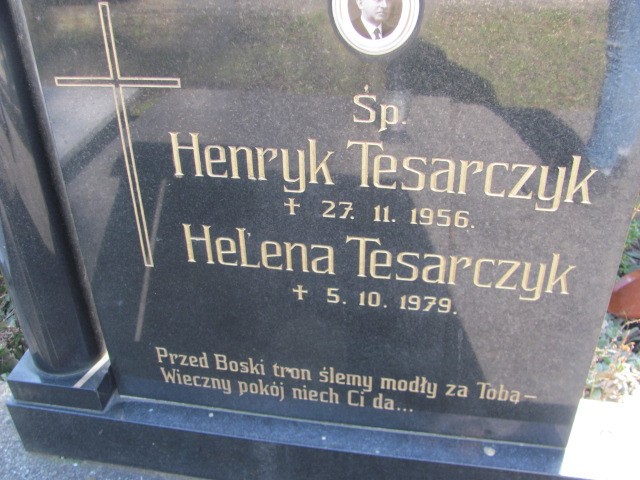 Śp.
Henryk Tesarczyk
✝ 27. 11. 1956.
Helena Tesarczyk
✝ 5. 10. 1979.
Przed Boski tron ślemy modły za Tobą –
Wieczny pokój niech Ci da...